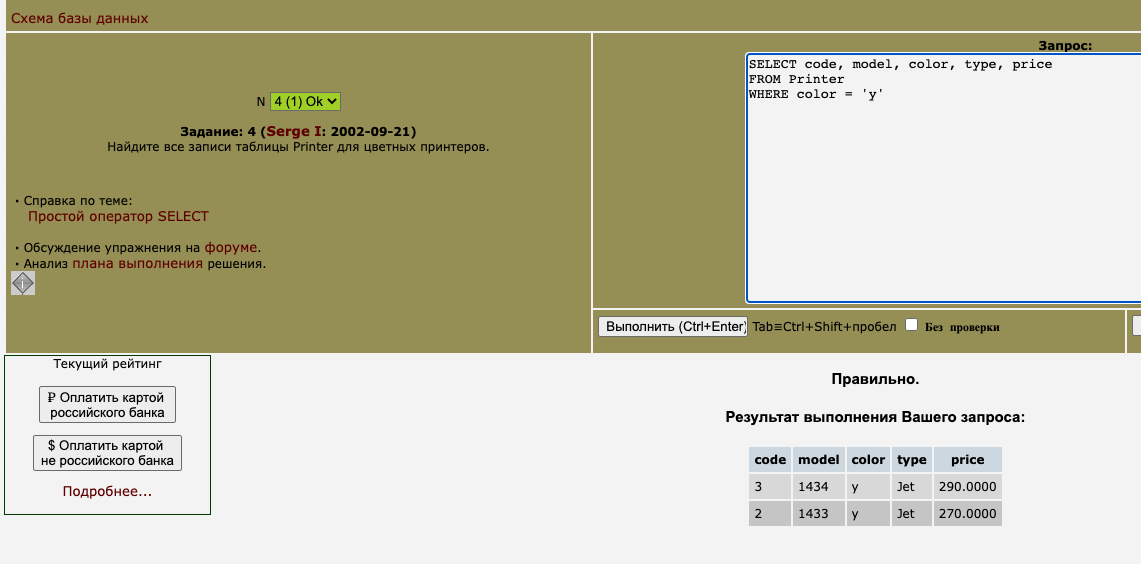 Схема базы данных
N 4 (1) Ok
Задание: 4 (Serge I: 2002-09-21)
Найдите все записи таблицы Printer для цветных принтеров.
· Справка по теме:
Простой оператор SELECT
· Обсуждение упражнения на форуме.
· Анализ плана выполнения решения.
Запрос:
SELECT code, model, color, type, price
FROM Printer
WHERE color = 'y'
Выполнить (Ctrl+Enter) Tab≡Ctrl+Shift+пробел Без проверки
Текущий рейтинг
₽ Оплатить картой
российского банка
$ Оплатить картой
не российского банка
Подробнее...
Правильно.
Результат выполнения Вашего запроса:
code model color type price
3 1434 y Jet 290.0000
2 1433 y Jet 270.0000